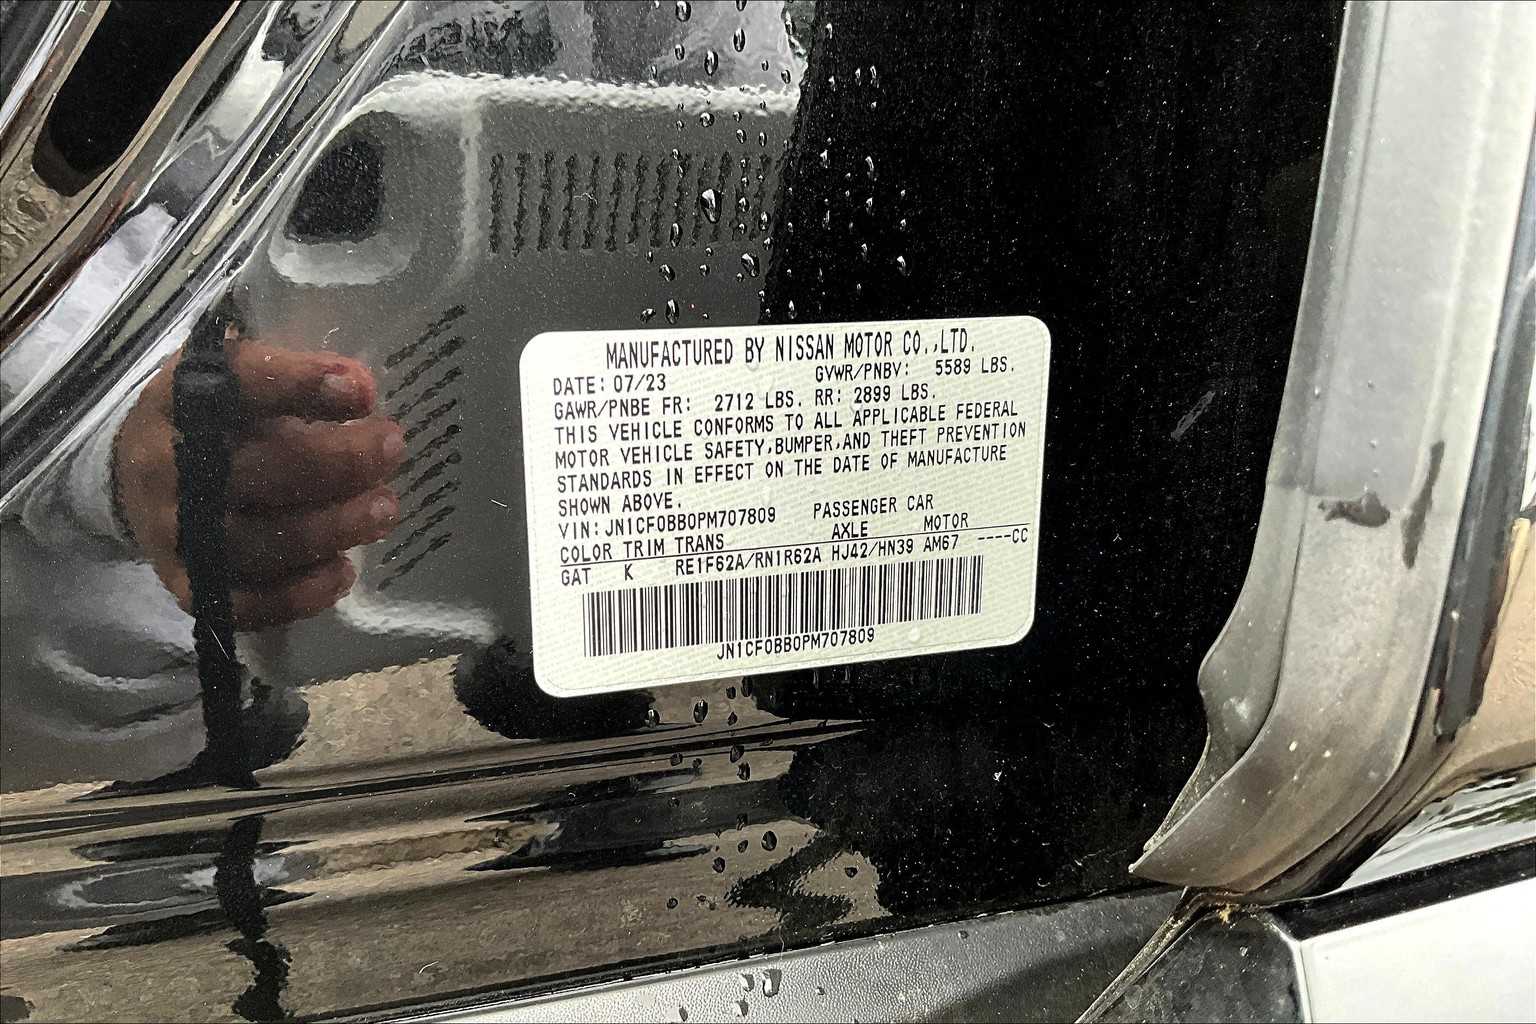 MANUFACTURED BY NISSAN MOTOR CO.,LTD.
DATE: 07/23 GVWR/PNBV: 5589 LBS.
GAWR/PNBE FR: 2712 LBS. RR: 2899 LBS.
THIS VEHICLE CONFORMS TO ALL APPLICABLE FEDERAL
MOTOR VEHICLE SAFETY,BUMPER,AND THEFT PREVENTION
STANDARDS IN EFFECT ON THE DATE OF MANUFACTURE
SHOWN ABOVE.
VIN: JN1CF0BB0PM707809 PASSENGER CAR
COLOR TRIM TRANS AXLE MOTOR
GAT K RE1F62A/RN1R62A HJ42/HN39 AM67 ----CC
JN1CF0BB0PM707809